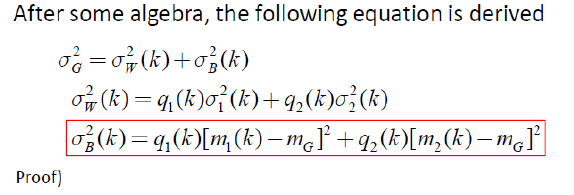 After some algebra, the following equation is derived
σ_G^2 = σ_W^2(k) + σ_B^2(k)
σ_W^2(k) = q_1(k)σ_1^2(k) + q_2(k)σ_2^2(k)
σ_B^2(k) = q_1(k)[m_1(k) − m_G]^2 + q_2(k)[m_2(k) − m_G]^2
Proof)